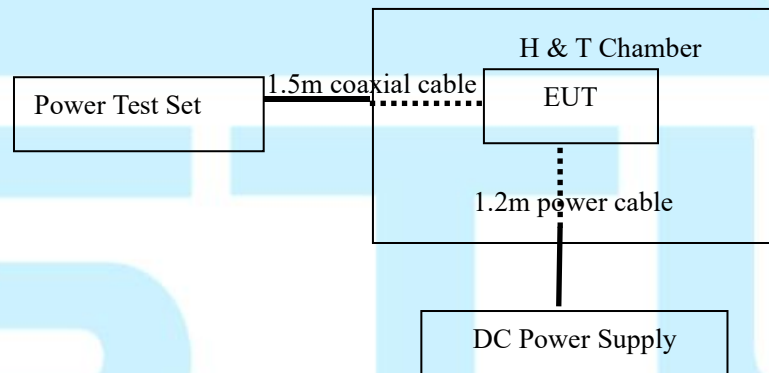 H & T Chamber
1.5m coaxial cable
Power Test Set
EUT
1.2m power cable
DC Power Supply